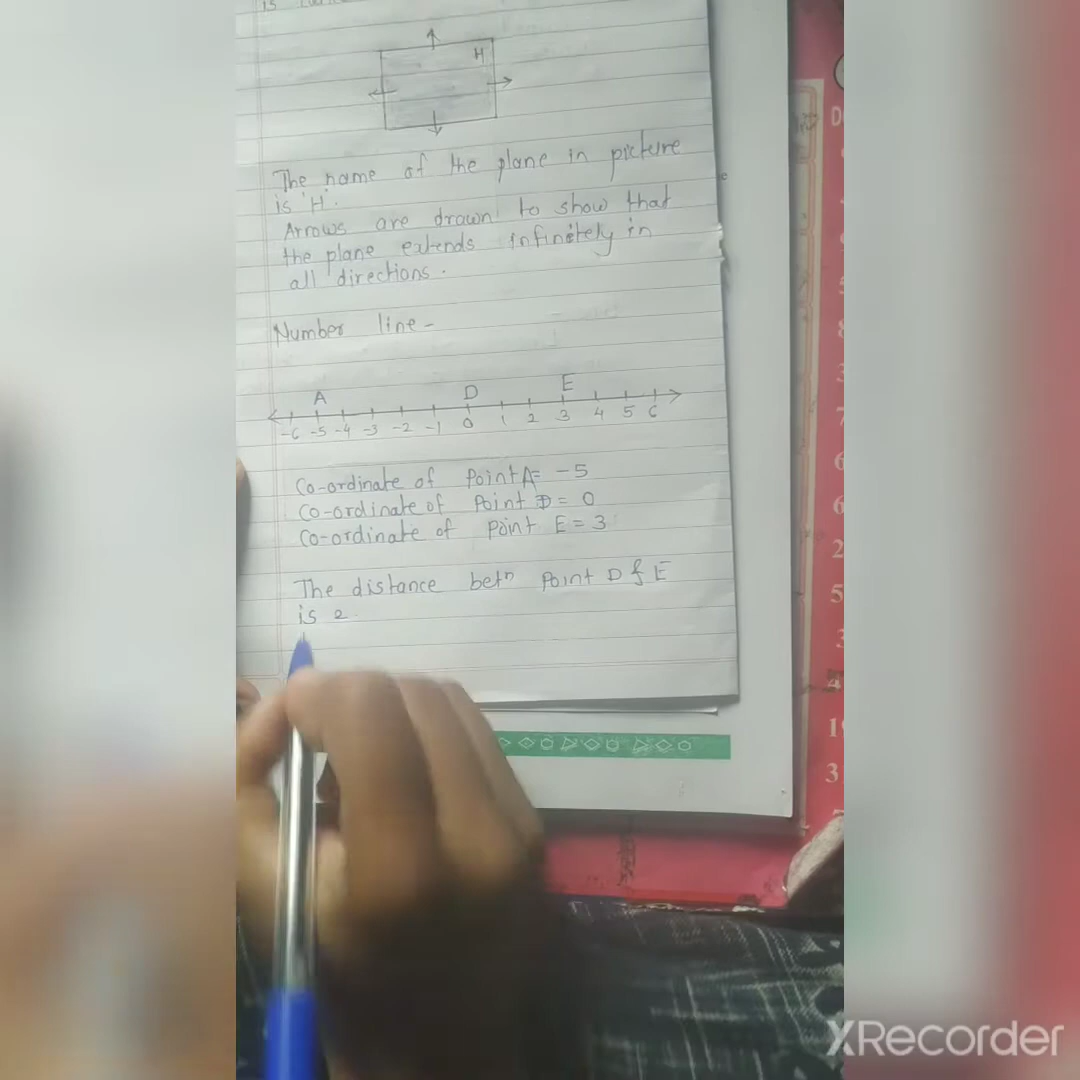 H
The name of the plane in picture
is 'H'.
Arrows are drawn to show that
the plane extends infinitely in
all directions.
Number line -
A D E
-6 -5 -4 -3 -2 -1 0 1 2 3 4 5 6
Co-ordinate of Point A = -5
Co-ordinate of Point D = 0
Co-ordinate of point E = 3
The distance betn Point D & E
is 2.
XRecorder